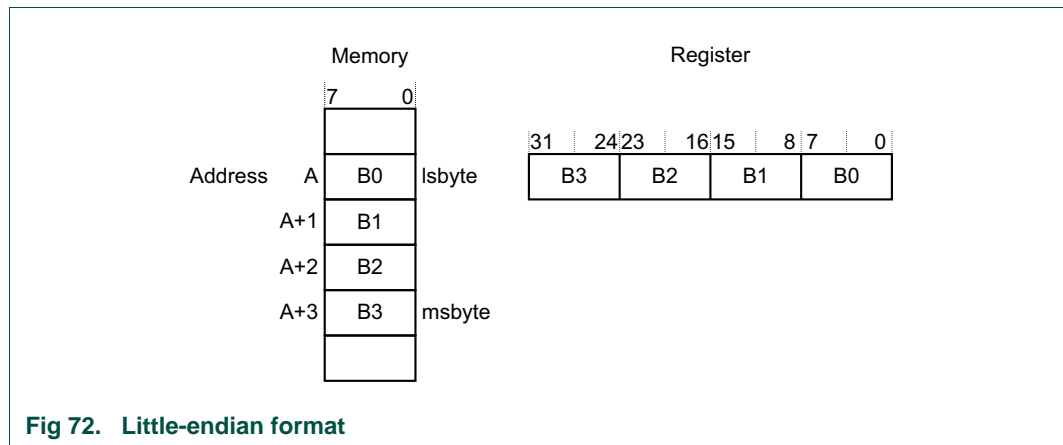 Memory Register
7 0
31 24 23 16 15 8 7 0
Address A B0 lsbyte B3 B2 B1 B0
A+1 B1
A+2 B2
A+3 B3 msbyte
Fig 72. Little-endian format